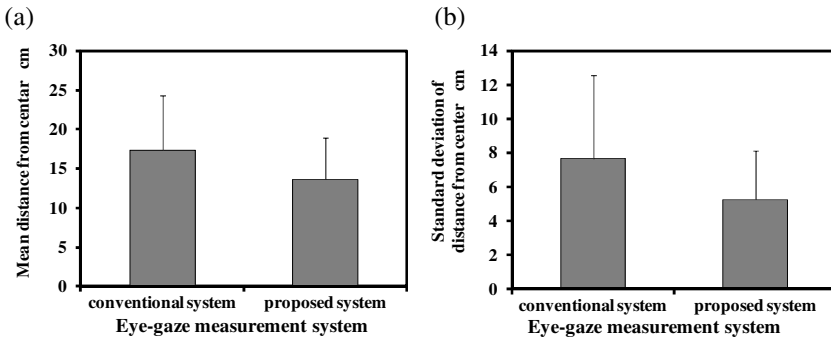 (a)
Mean distance from centar cm
30
25
20
15
10
5
0
conventional system proposed system
Eye-gaze measurement system
(b)
Standard deviation of
distance from center cm
14
12
10
8
6
4
2
0
conventional system proposed system
Eye-gaze measurement system